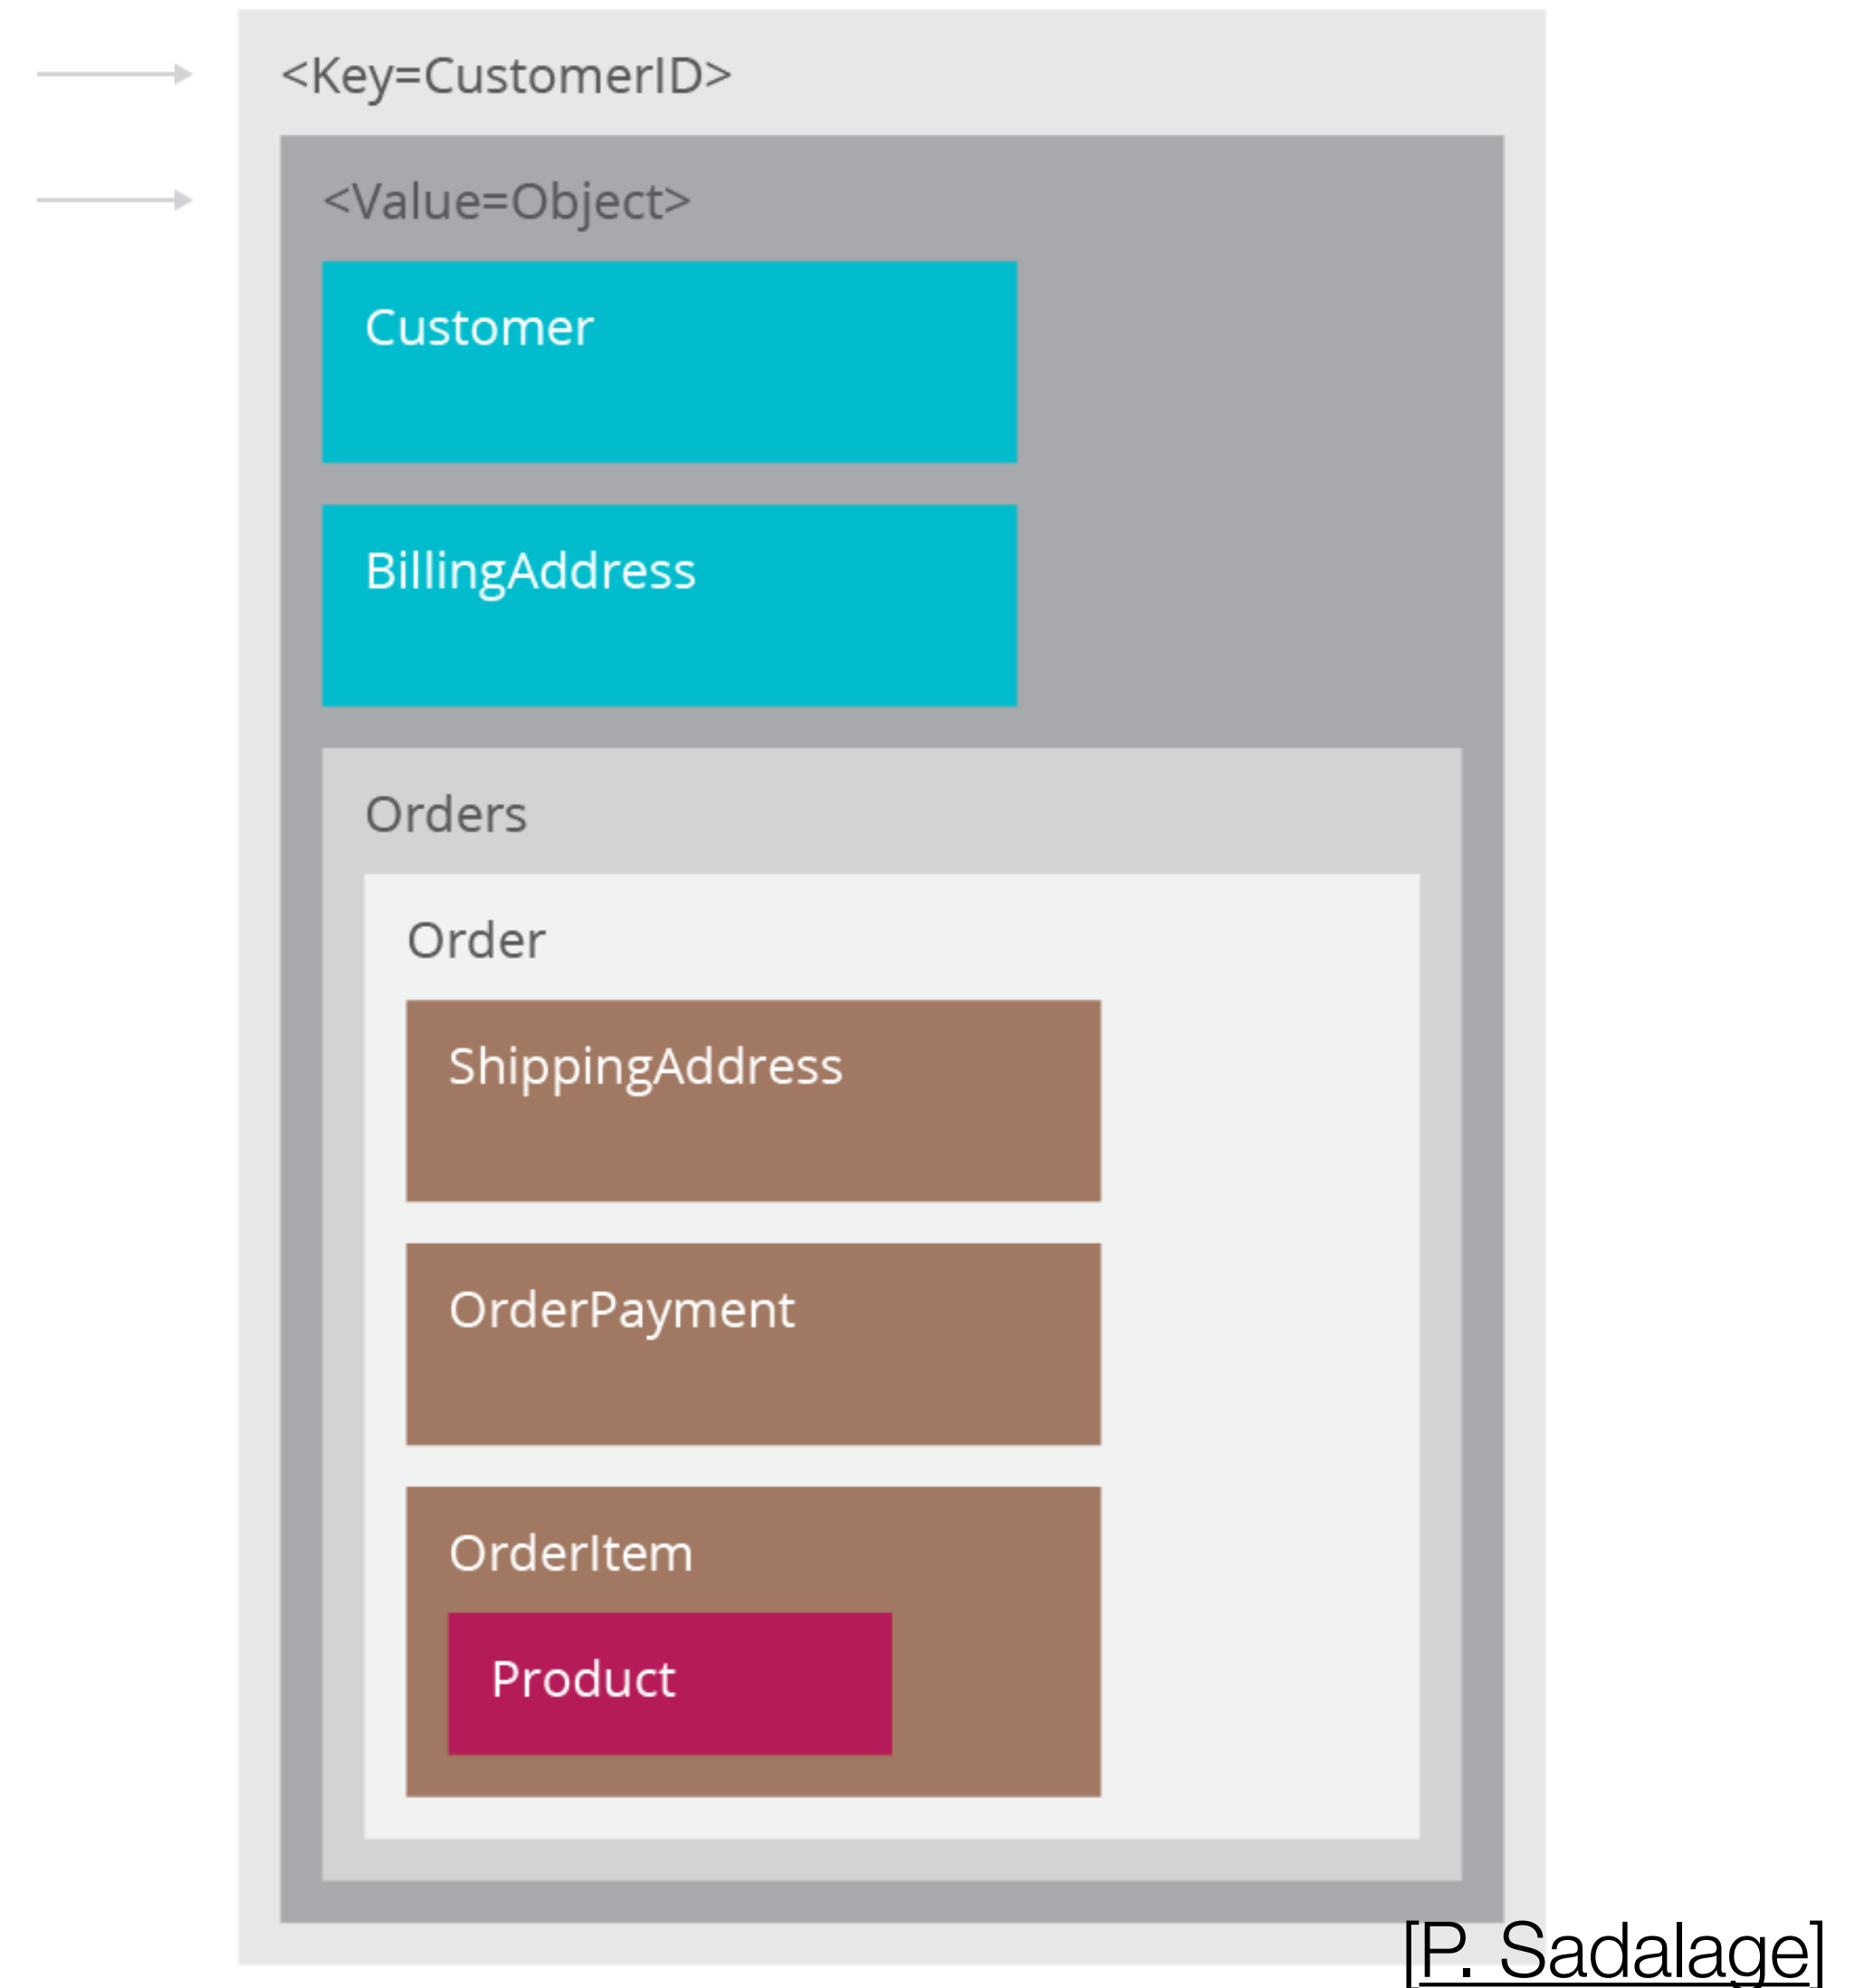 <Key=CustomerID>
<Value=Object>
Customer
BillingAddress
Orders
Order
ShippingAddress
OrderPayment
OrderItem
Product
[P. Sadalage]